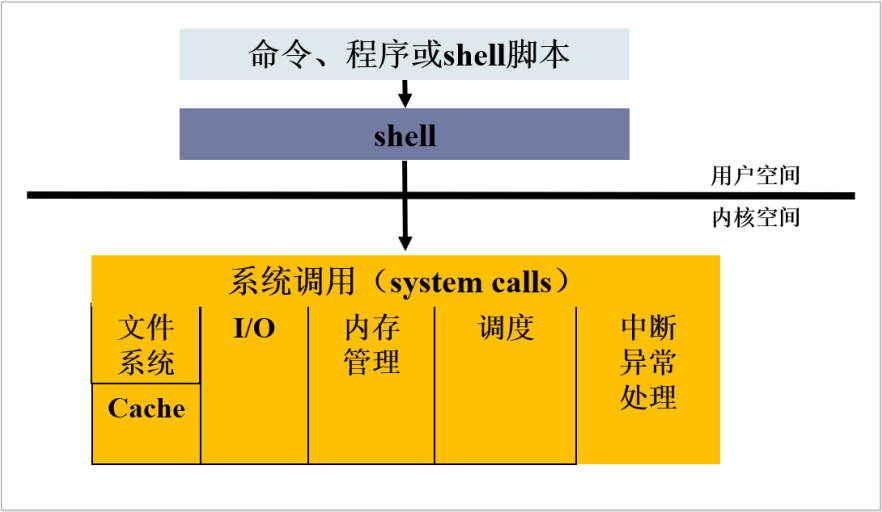 命令、程序或shell脚本
shell
用户空间
内核空间
系统调用（system calls）
文件
系统
Cache
I/O
内存
管理
调度
中断
异常
处理